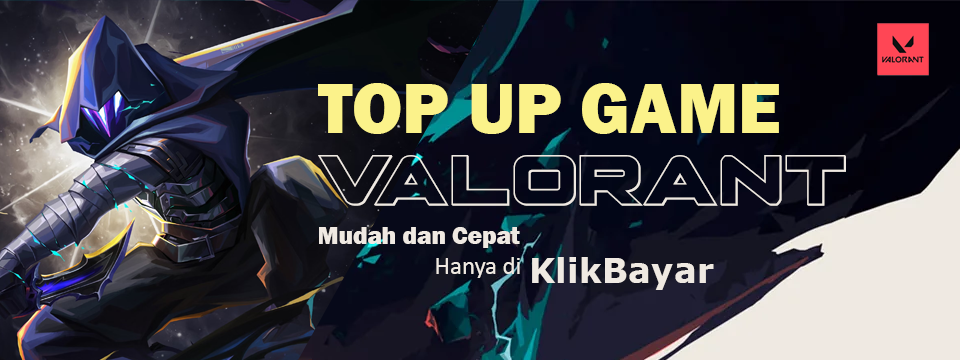 VALORANT
TOP UP GAME
VALORANT
Mudah dan Cepat
Hanya di KlikBayar